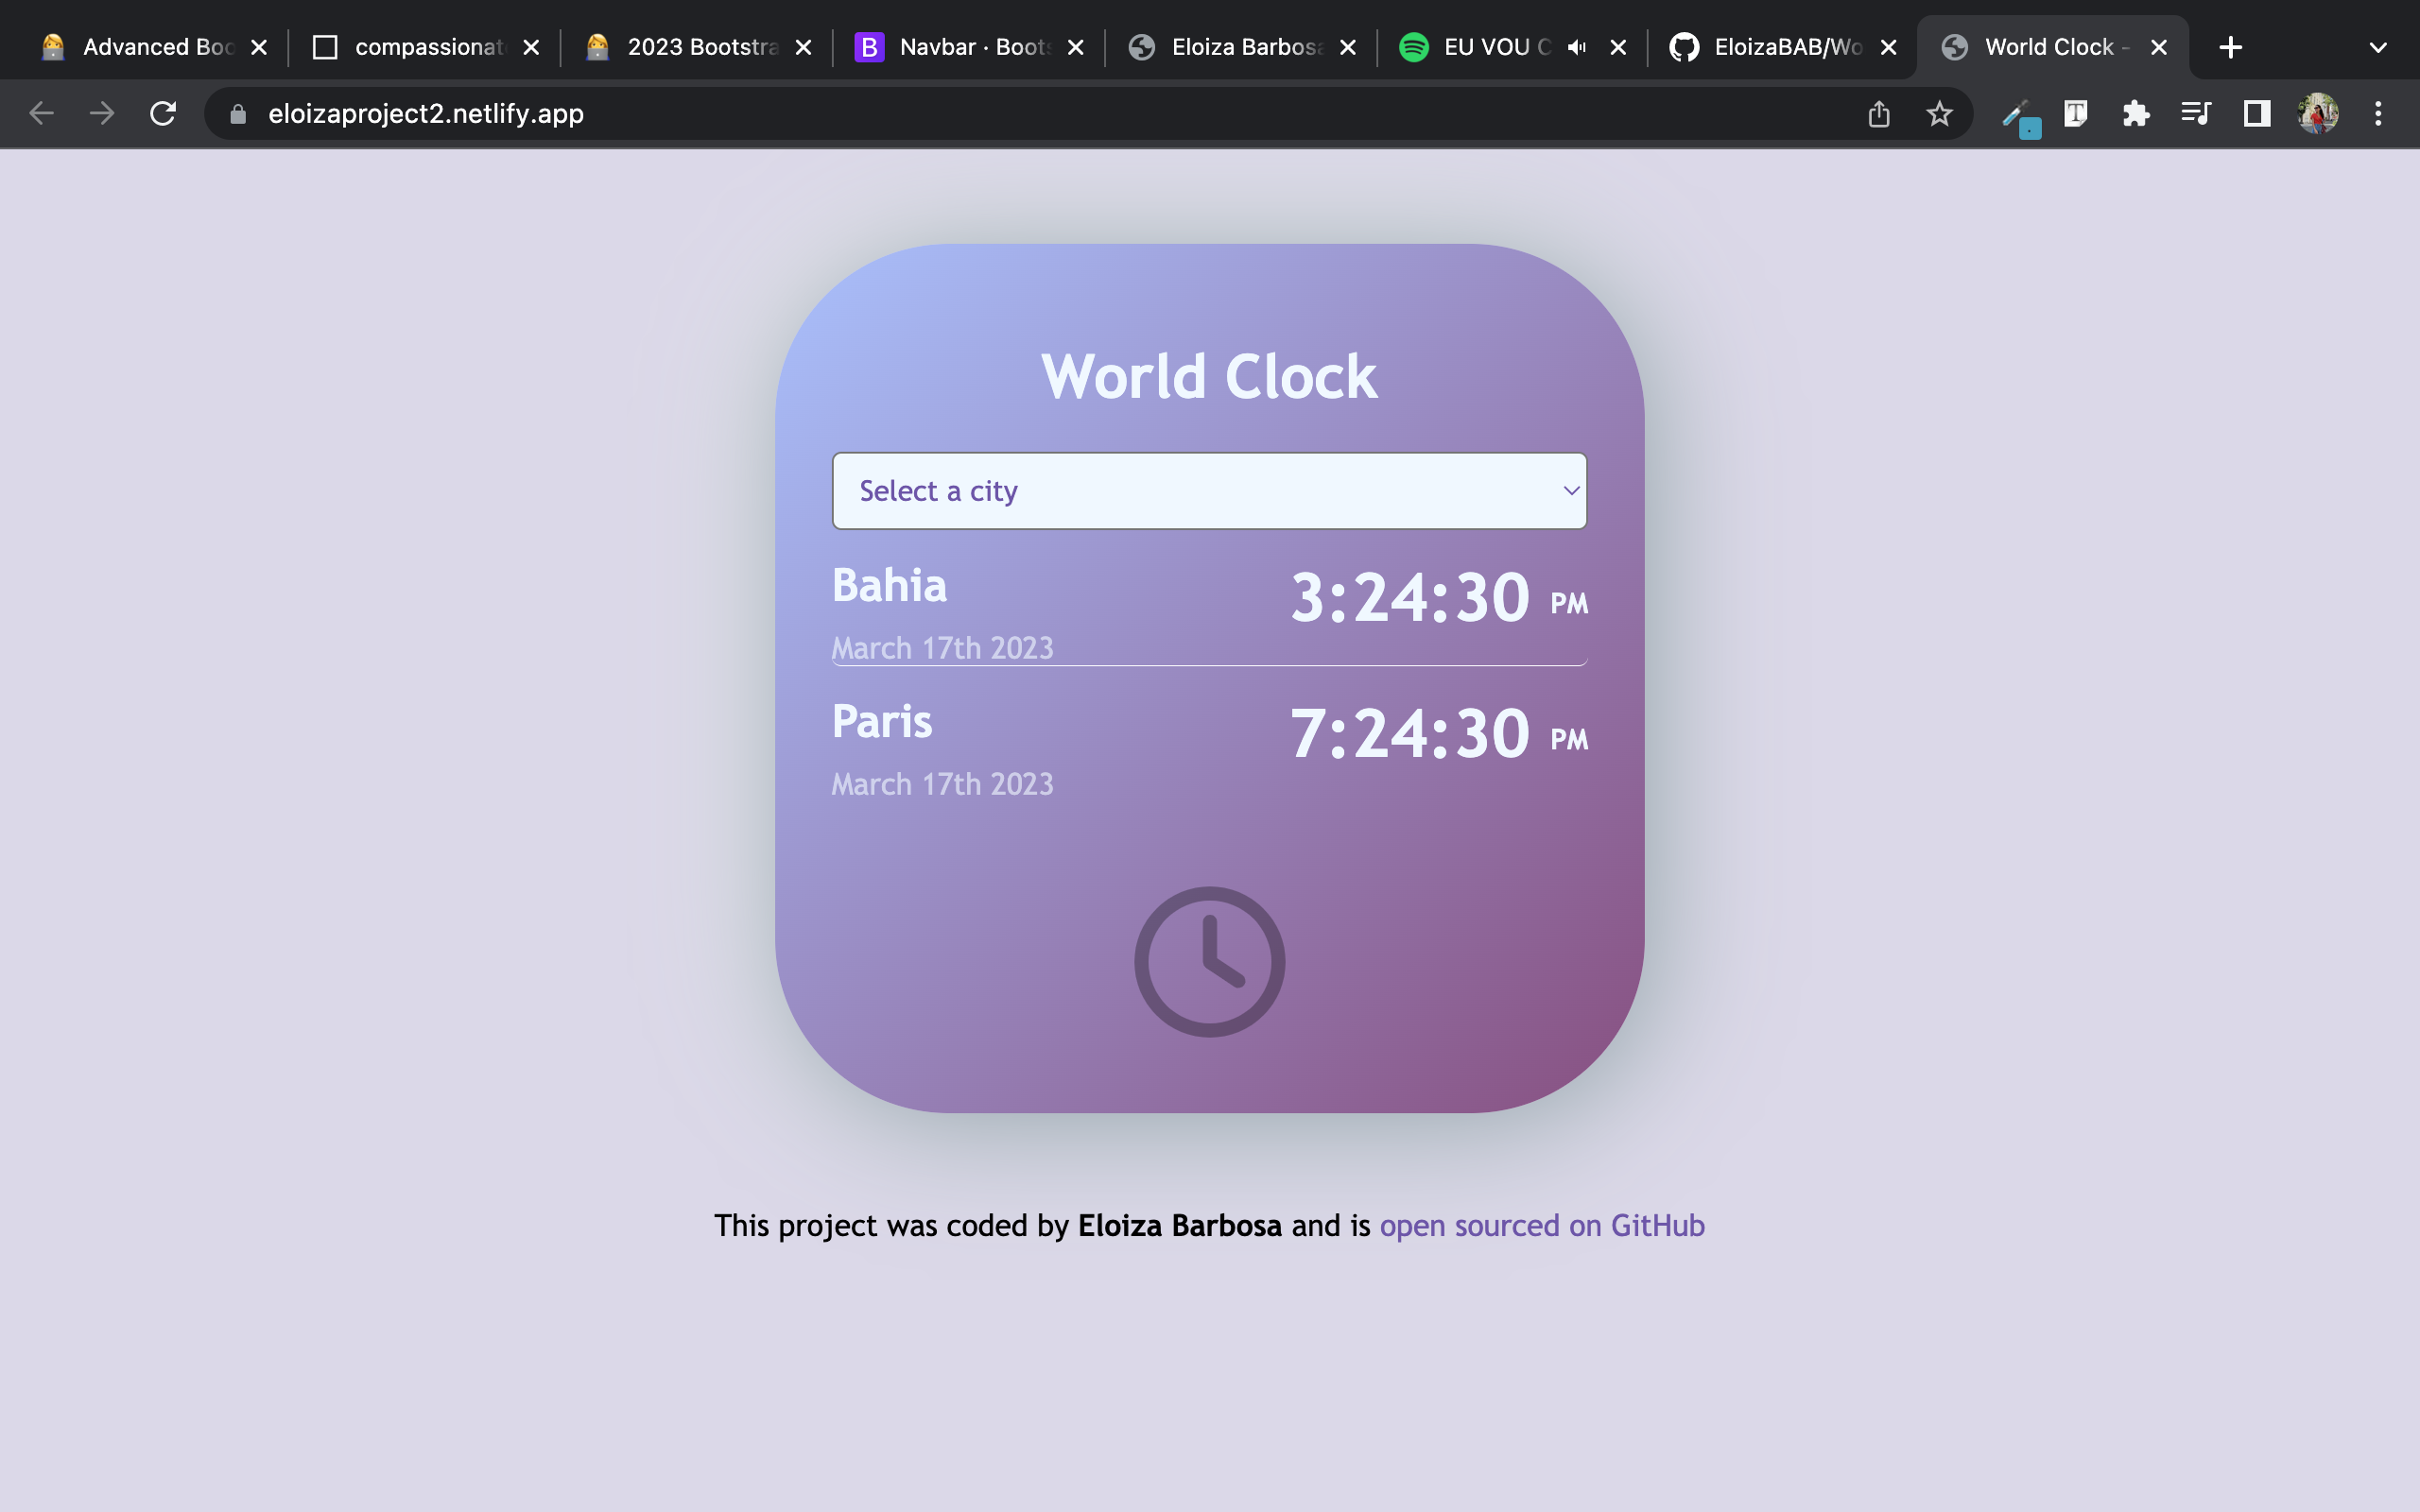 Advanced Boo
compassionat
2023 Bootstra
B Navbar · Boots
Eloiza Barbosa
EU VOU C
EloizaBAB/Wo
World Clock -
eloizaproject2.netlify.app
World Clock
Select a city
Bahia 3:24:30 PM
March 17th 2023
Paris 7:24:30 PM
March 17th 2023
This project was coded by Eloiza Barbosa and is open sourced on GitHub